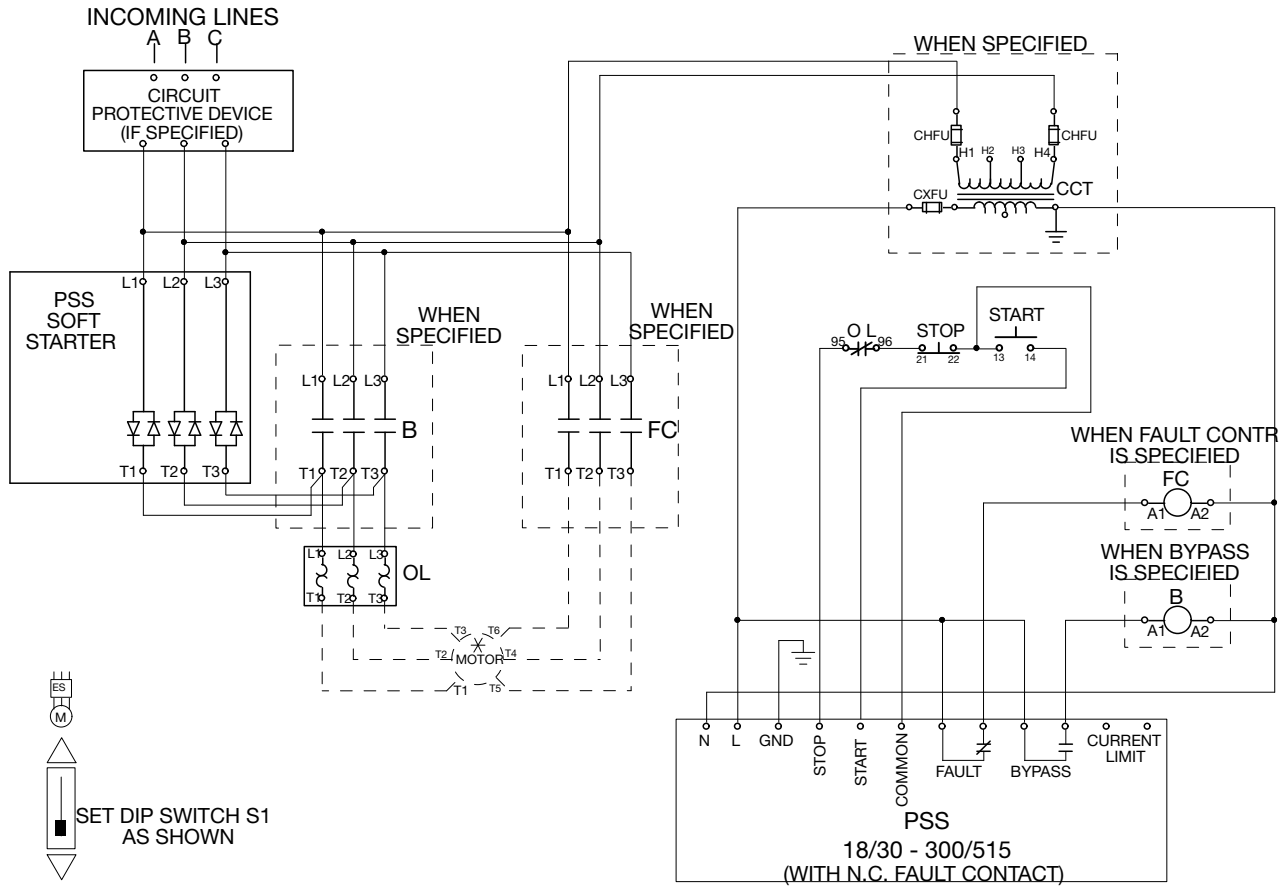 INCOMING LINES
A B C
CIRCUIT
PROTECTIVE DEVICE
(IF SPECIFIED)
WHEN SPECIFIED
CHFU CHFU
H1 H2 H3 H4
CCT
CXFU
L1 L2 L3
PSS
SOFT
STARTER
T1 T2 T3
WHEN
SPECIFIED
L1 L2 L3
B
T1 T2 T3
WHEN
SPECIFIED
L1 L2 L3
FC
T1 T2 T3
L1 L2 L3
OL
T1 T2 T3
T3 T6
T2 MOTOR T4
T1 T5
O L STOP START
95 96 21 22 13 14
WHEN FAULT CONTR
IS SPECIFIED
FC
A1 A2
WHEN BYPASS
IS SPECIFIED
B
A1 A2
ES
M
SET DIP SWITCH S1
AS SHOWN
N L GND STOP START COMMON FAULT BYPASS CURRENT
LIMIT
PSS
18/30 - 300/515
(WITH N.C. FAULT CONTACT)